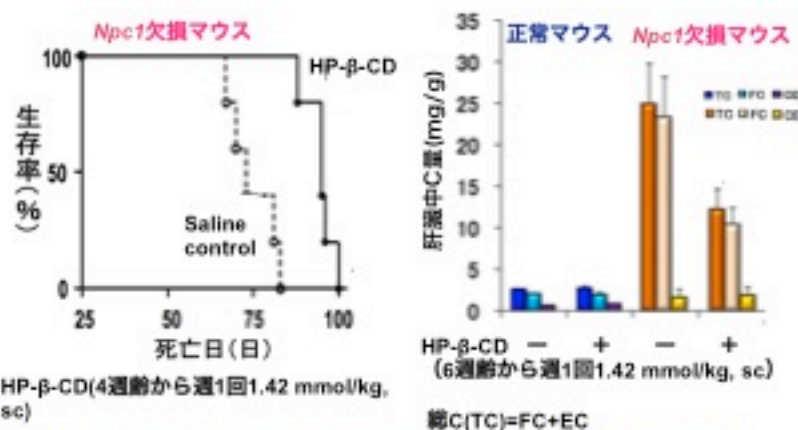 Npc1欠損マウス
100
50
0
生存率(%)
HP-β-CD
Saline
control
25
50
75
100
死亡日(日)
HP-β-CD(4週齢から週1回1.42 mmol/kg,
sc)
正常マウス
Npc1欠損マウス
35
30
25
20
15
10
5
0
肝臓中C量(mg/g)
TC FC
TC FC
HP-β-CD － + － +
(6週齢から週1回1.42 mmol/kg, sc)
総C(TC)=FC+EC